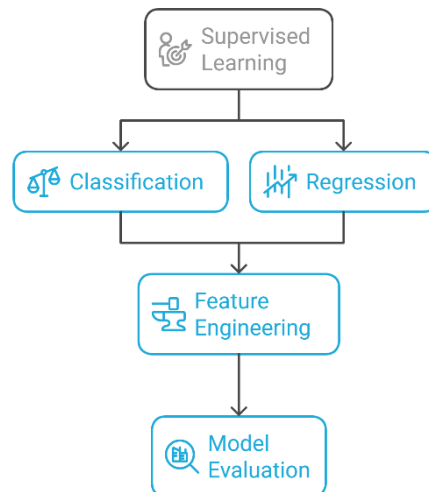 Supervised
Learning
Classification
Regression
Feature
Engineering
Model
Evaluation